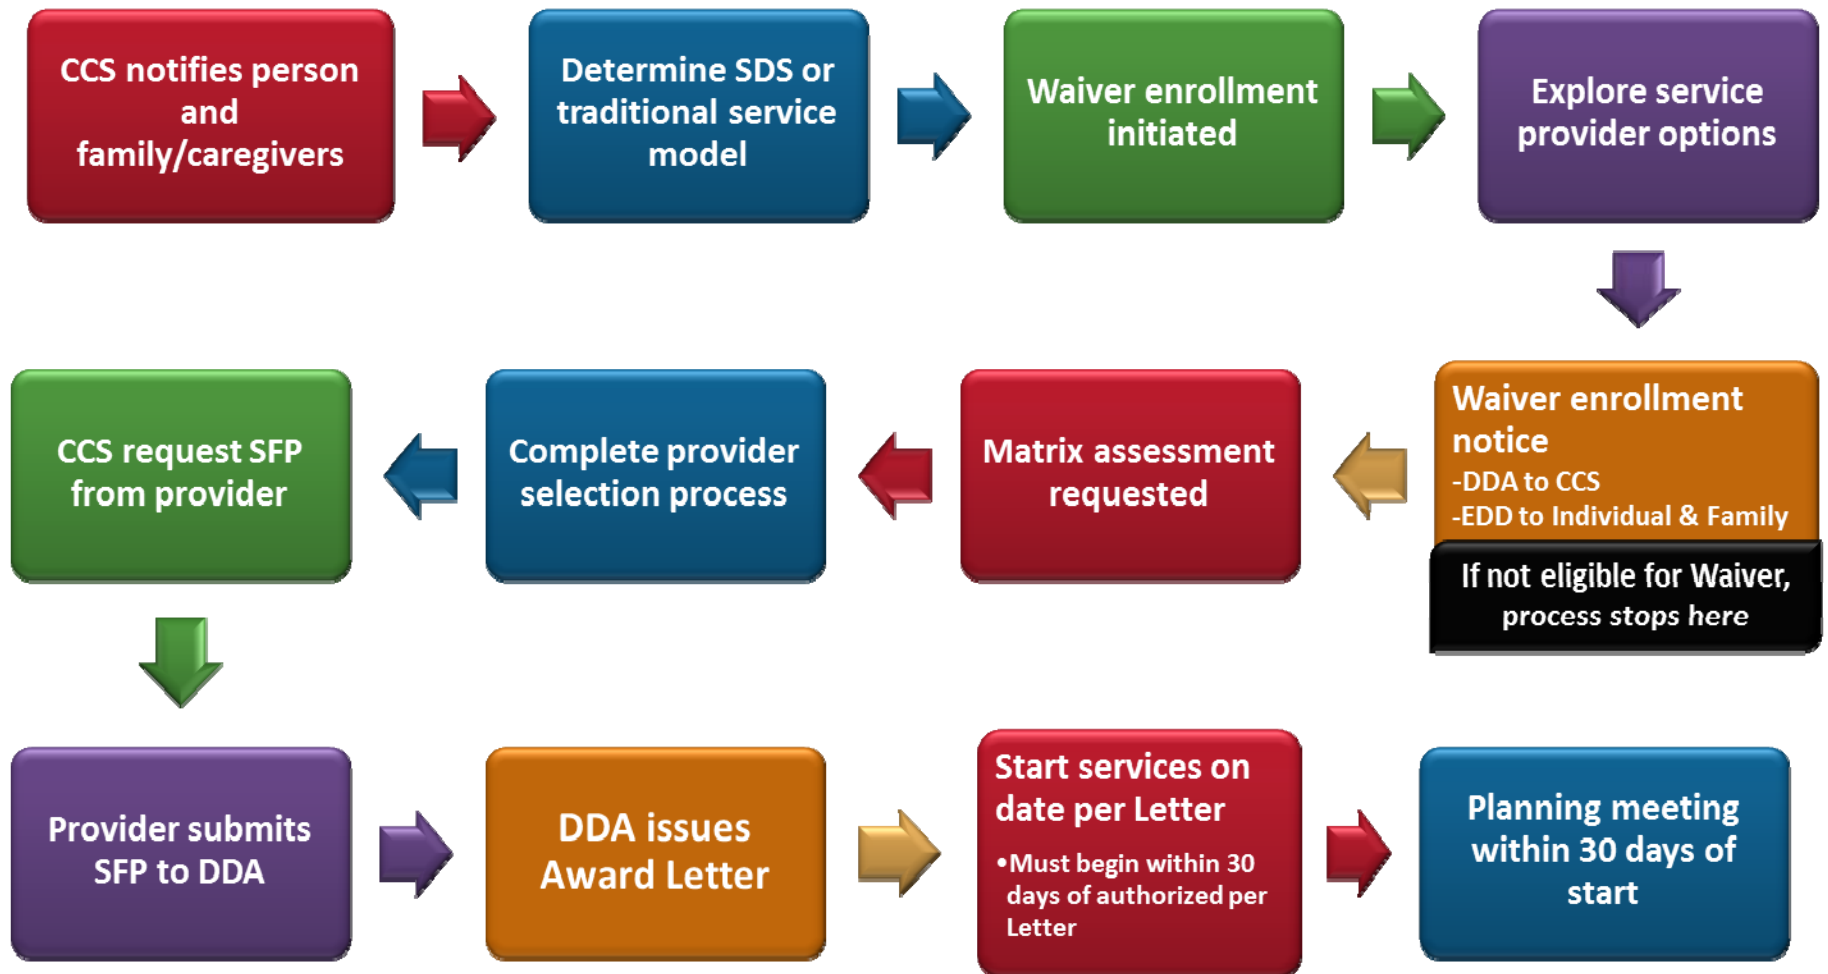 CCS notifies person
and
family/caregivers
Determine SDS or
traditional service
model
Waiver enrollment
initiated
Explore service
provider options
Waiver enrollment
notice
-DDA to CCS
-EDD to Individual & Family
If not eligible for Waiver,
process stops here
Matrix assessment
requested
Complete provider
selection process
CCS request SFP
from provider
Provider submits
SFP to DDA
DDA issues
Award Letter
Start services on
date per Letter
•Must begin within 30
days of authorized per
Letter
Planning meeting
within 30 days of
start